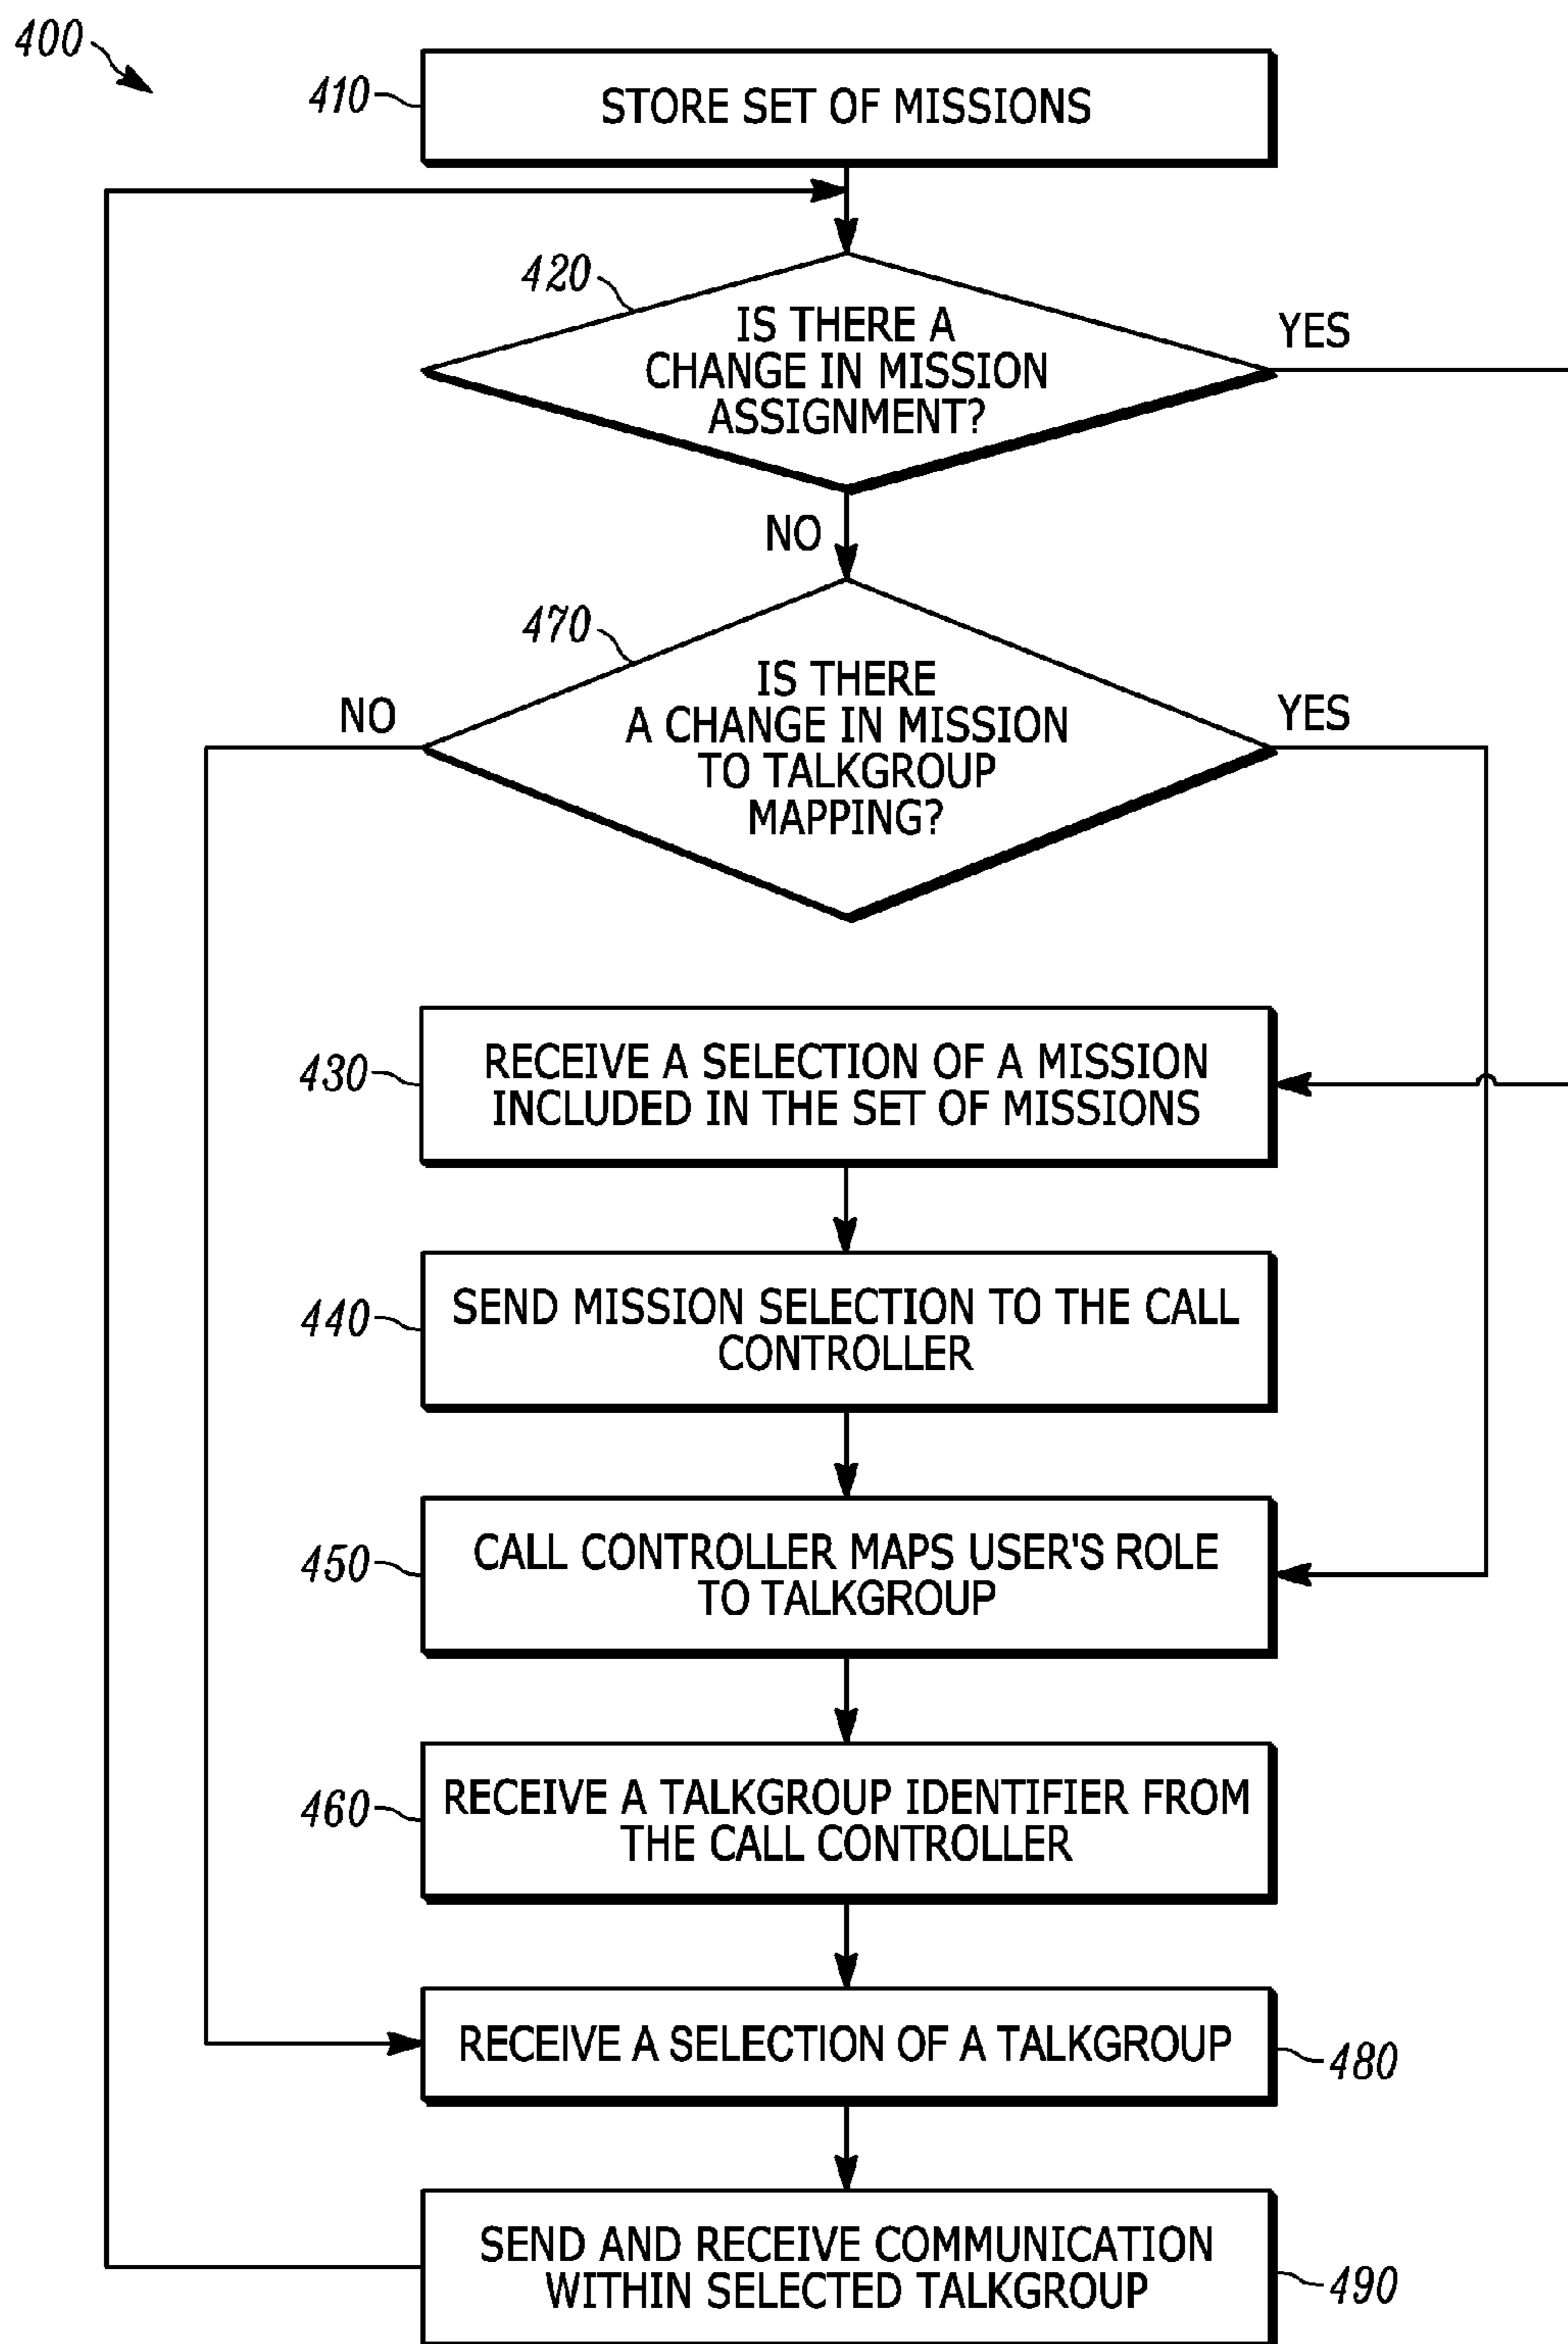 400
410
STORE SET OF MISSIONS
420
IS THERE A
CHANGE IN MISSION
ASSIGNMENT?
YES
NO
470
IS THERE
A CHANGE IN MISSION
TO TALKGROUP
MAPPING?
NO
YES
430
RECEIVE A SELECTION OF A MISSION
INCLUDED IN THE SET OF MISSIONS
440
SEND MISSION SELECTION TO THE CALL
CONTROLLER
450
CALL CONTROLLER MAPS USER'S ROLE
TO TALKGROUP
460
RECEIVE A TALKGROUP IDENTIFIER FROM
THE CALL CONTROLLER
RECEIVE A SELECTION OF A TALKGROUP
480
SEND AND RECEIVE COMMUNICATION
WITHIN SELECTED TALKGROUP
490